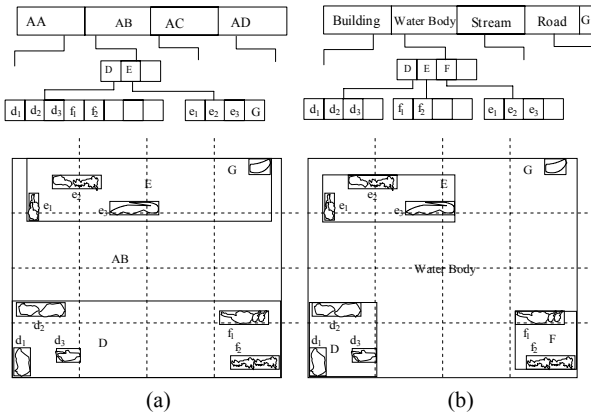 AA AB AC AD
D E
d1 d2 d3 f1 f2 e1 e2 e3 G
G
E
e2
e1
e3
AB
d2
f1
d1 d3 D f2
(a)
Building Water Body Stream Road G
D E F
d1 d2 d3 f1 f2 e1 e2 e3
G
E
e2
e1
e3
Water Body
d2
f1
d1 D d3 f2 F
(b)